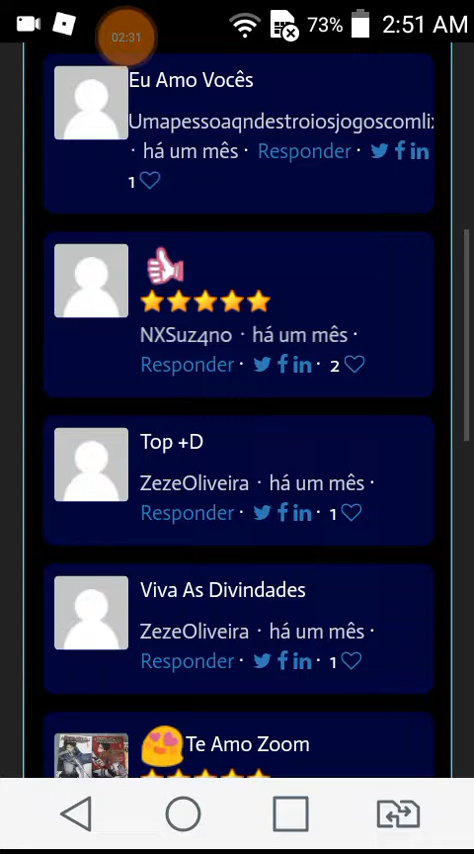 02:31 73% 2:51 AM
Eu Amo Vocês
Umapessoaqndestroiosjogoscomli
· há um mês · Responder ·
1
NXSuz4no · há um mês ·
Responder · · 2
Top +D
ZezeOliveira · há um mês ·
Responder · · 1
Viva As Divindades
ZezeOliveira · há um mês ·
Responder · · 1
Te Amo Zoom